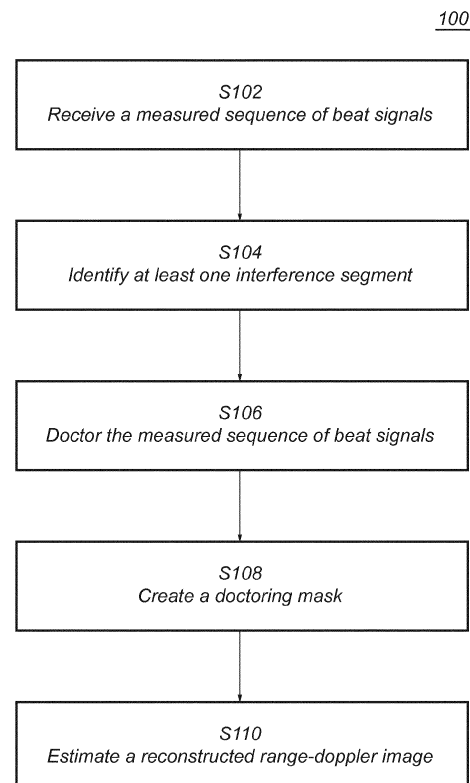 100
S102
Receive a measured sequence of beat signals
S104
Identify at least one interference segment
S106
Doctor the measured sequence of beat signals
S108
Create a doctoring mask
S110
Estimate a reconstructed range-doppler image